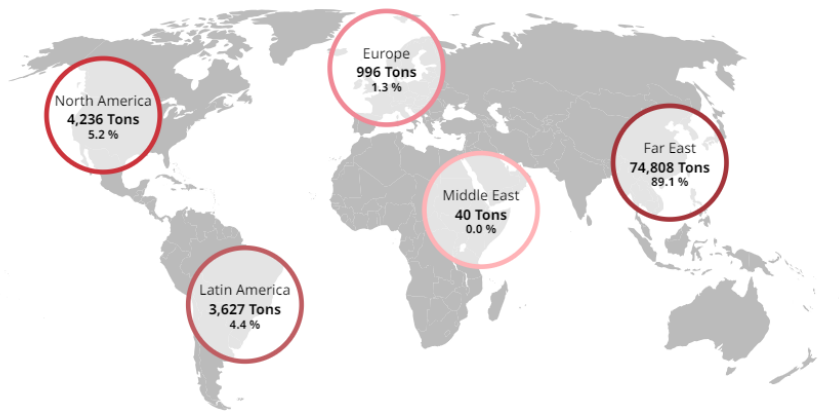 Europe
996 Tons
1.3 %
North America
4,236 Tons
5.2 %
Far East
74,808 Tons
89.1 %
Middle East
40 Tons
0.0 %
Latin America
3,627 Tons
4.4 %